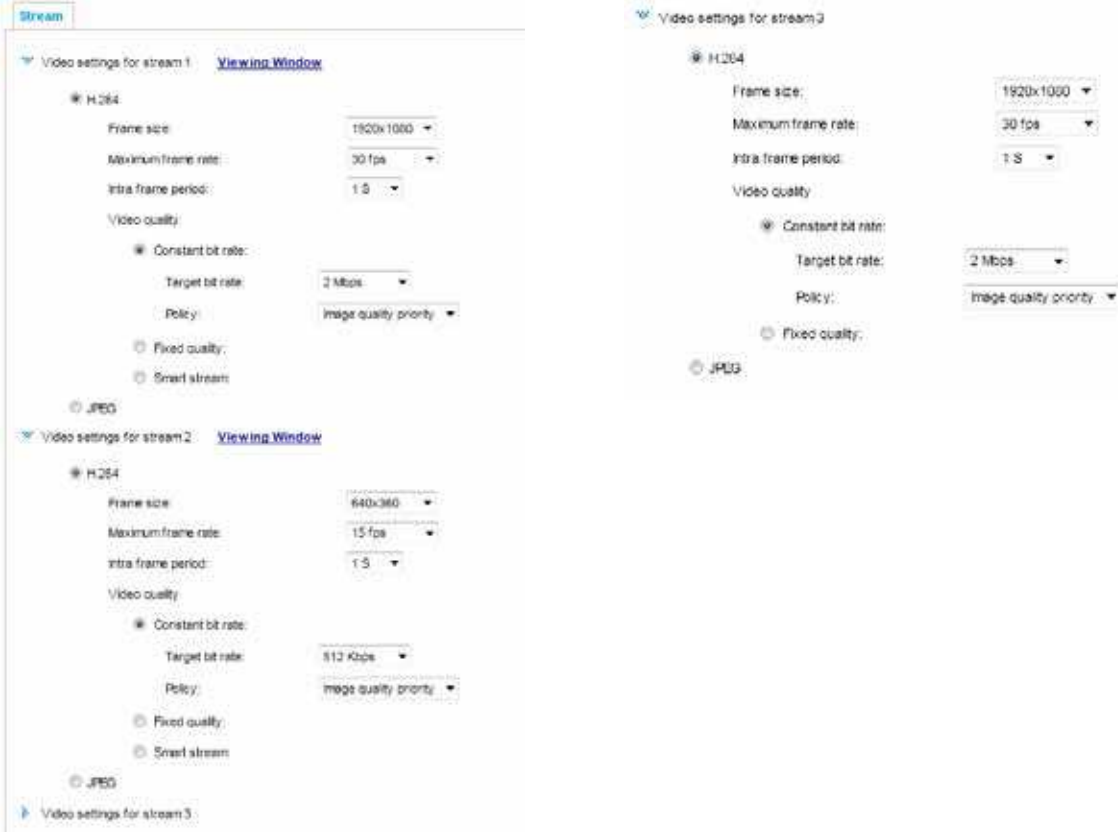 Stream
Video settings for stream 1 Viewing Window
H.264
Frame size:
1920x1080
Maximum frame rate:
30 fps
Intra frame period:
1 S
Video quality
Constant bit rate:
Target bit rate:
2 Mbps
Policy:
Image quality priority
Fixed quality:
Smart stream
JPEG
Video settings for stream 2 Viewing Window
H.264
Frame size:
640x360
Maximum frame rate:
15 fps
Intra frame period:
1 S
Video quality
Constant bit rate:
Target bit rate:
512 Kbps
Policy:
Image quality priority
Fixed quality:
Smart stream
JPEG
Video settings for stream 3
Video settings for stream 3
H.264
Frame size:
1920x1080
Maximum frame rate:
30 fps
Intra frame period:
1 S
Video quality
Constant bit rate:
Target bit rate:
2 Mbps
Policy:
Image quality priority
Fixed quality:
JPEG